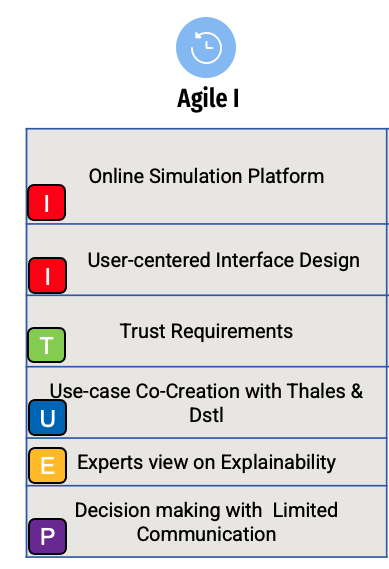 Agile I
Online Simulation Platform
I
User-centered Interface Design
I
Trust Requirements
T
Use-case Co-Creation with Thales &
Dstl
U
Experts view on Explainability
E
Decision making with Limited
Communication
P